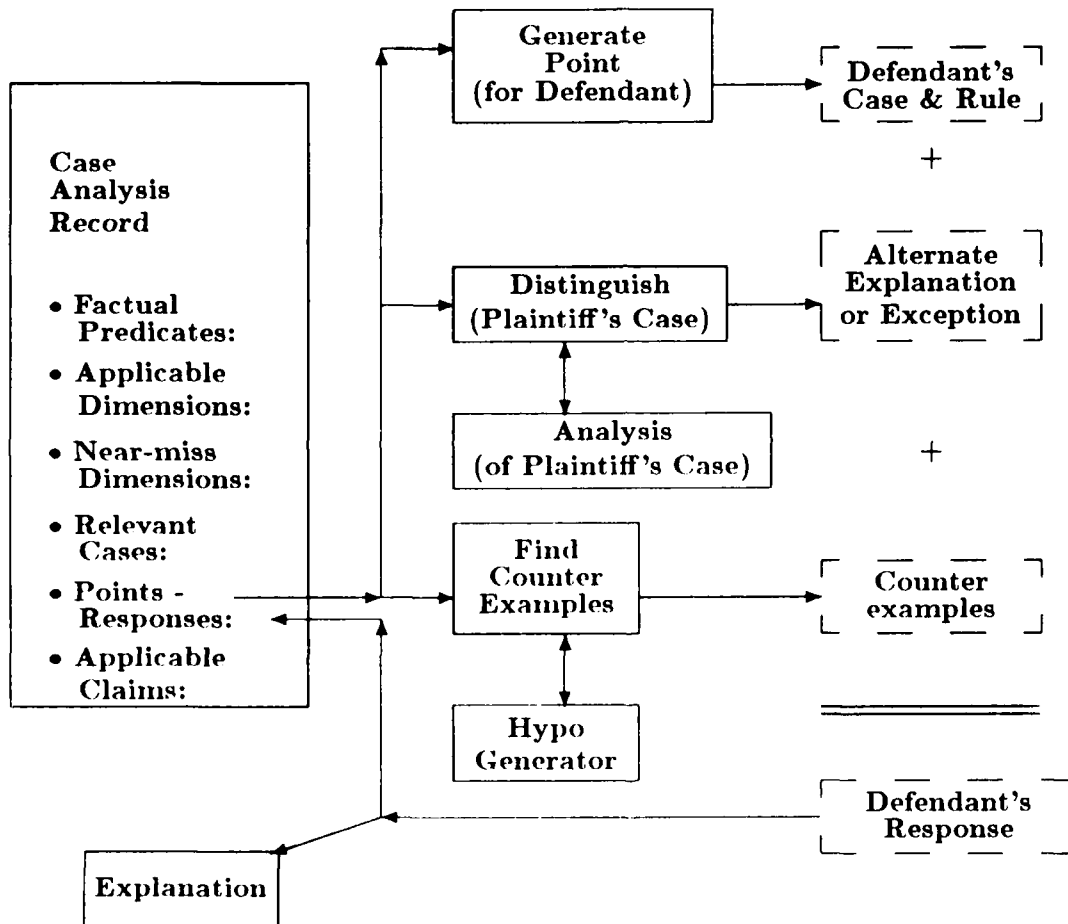 Case
Analysis
Record
• Factual
Predicates:
• Applicable
Dimensions:
• Near-miss
Dimensions:
• Relevant
Cases:
• Points -
Responses:
• Applicable
Claims:
Generate
Point
(for Defendant)
Defendant's
Case & Rule
+
Distinguish
(Plaintiff's Case)
Alternate
Explanation
or Exception
Analysis
(of Plaintiff's Case)
+
Find
Counter
Examples
Counter
examples
Hypo
Generator
Defendant's
Response
Explanation